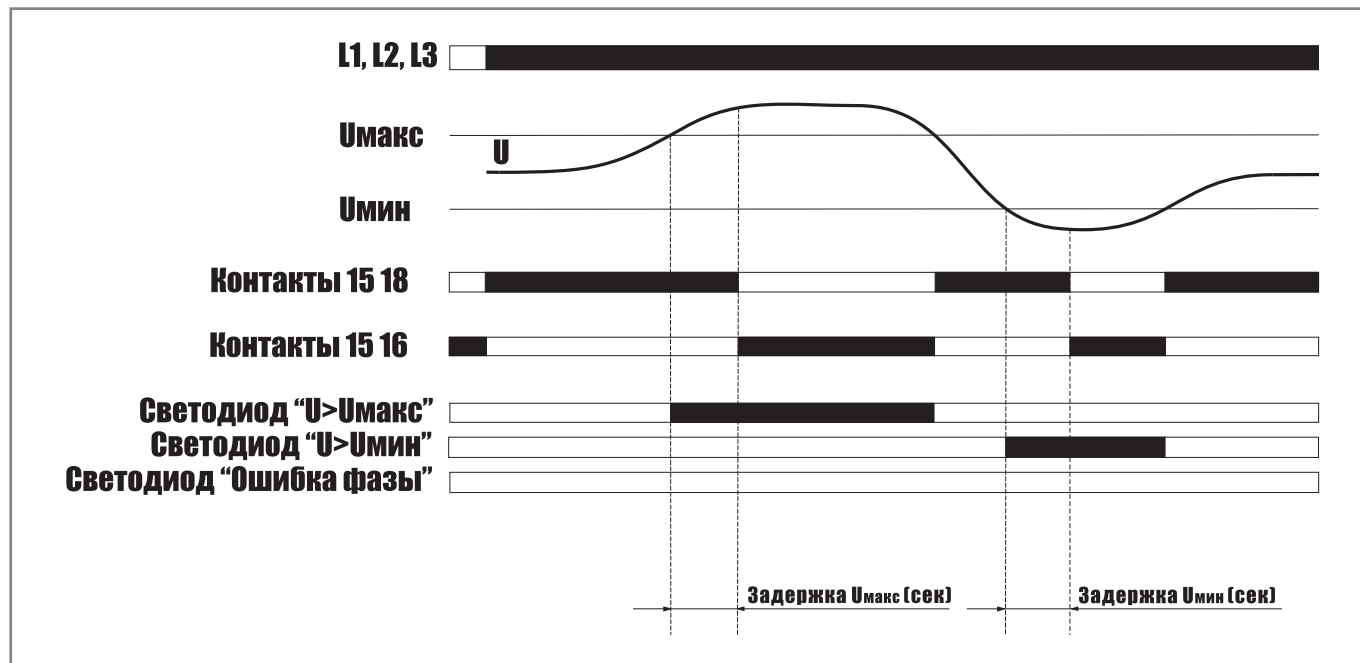 L1, L2, L3
Uмакс
U
Uмин
Контакты 15 18
Контакты 15 16
Светодиод “U>Uмакс”
Светодиод “U>Uмин”
Светодиод “Ошибка фазы”
Задержка Uмакс (сек)
Задержка Uмин (сек)